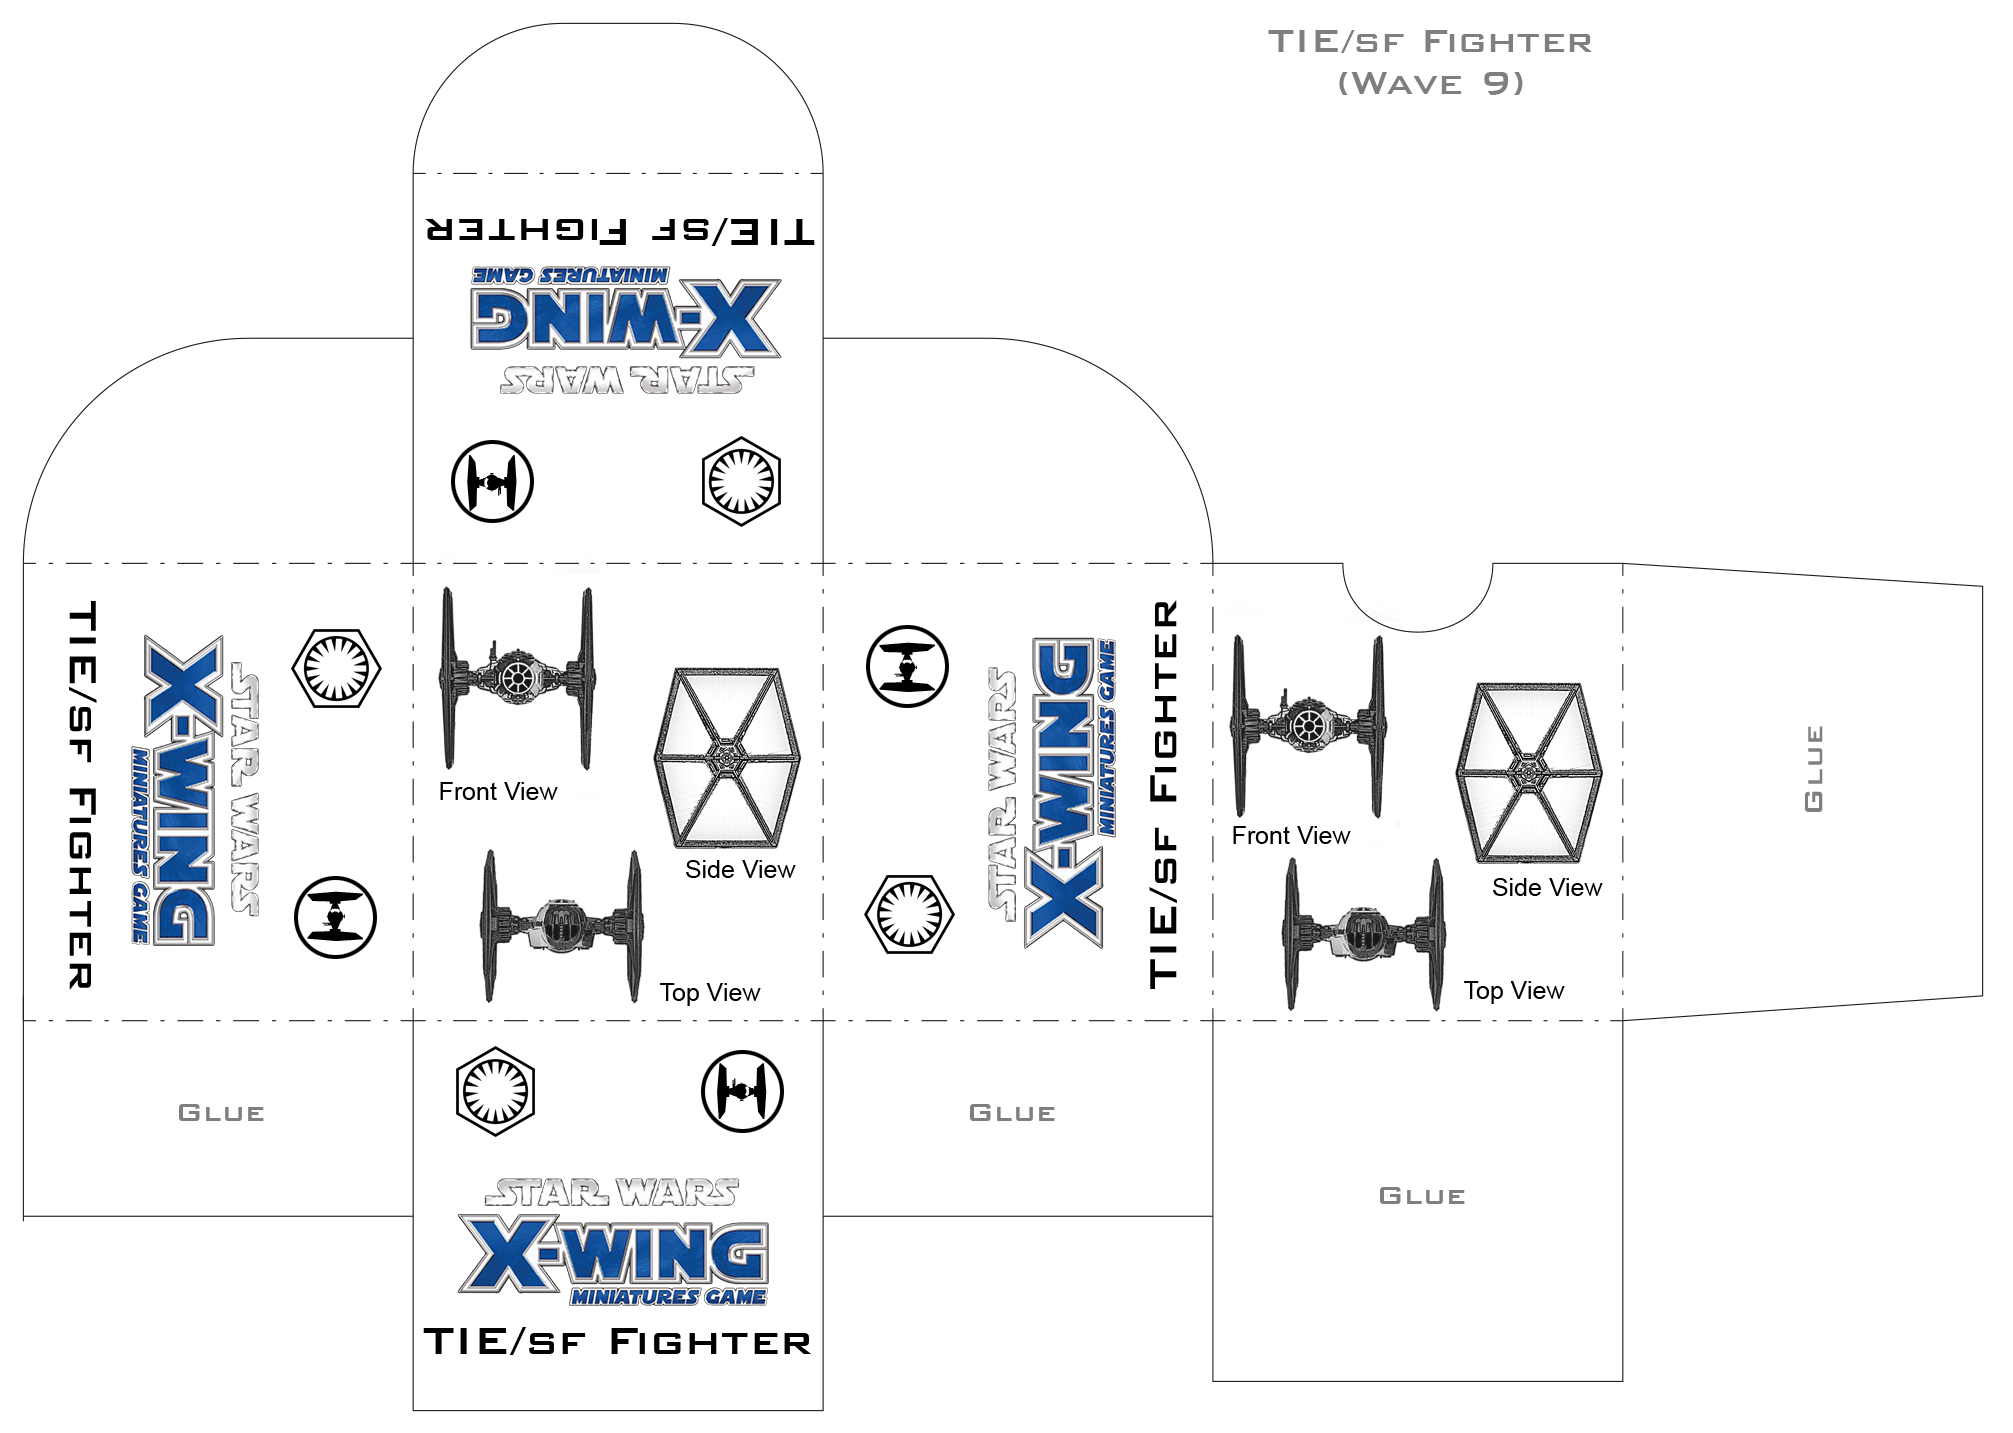 TIE/sf Fighter
(Wave 9)
TIE/sf Fighter
MINIATURES GAME
X-WING
STAR WARS
TIE/sf Fighter
STAR WARS
X-WING
MINIATURES GAME
Front View
Side View
Top View
STAR WARS
X-WING
MINIATURES GAME
TIE/sf Fighter
Front View
Side View
Top View
Glue
Glue
Glue
Glue
STAR WARS
X-WING
MINIATURES GAME
TIE/sf Fighter